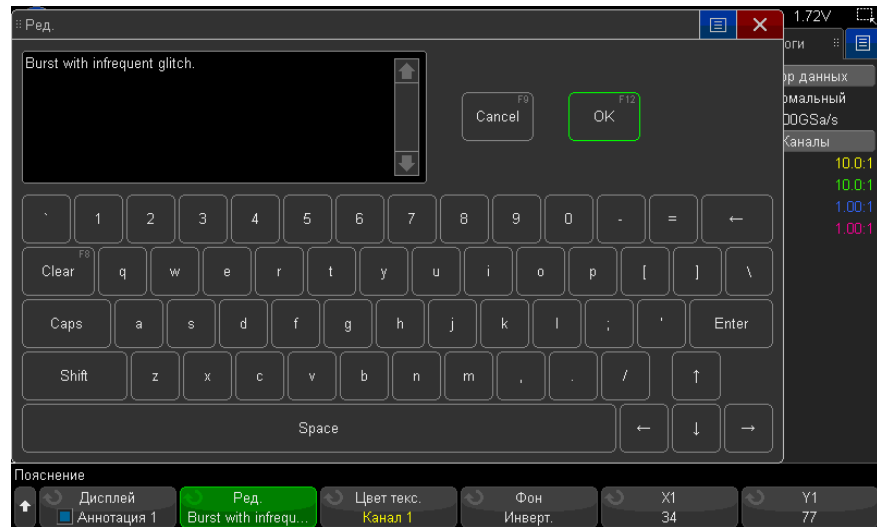 Ред.
1.72V
Burst with infrequent glitch.
Cancel F9
OK F12
оги
ор данных
рмальный
00GSa/s
Каналы
10.0:1
10.0:1
1.00:1
1.00:1
` 1 2 3 4 5 6 7 8 9 0 - = ←
Clear F8 q w e r t y u i o p [ ] \
Caps a s d f g h j k l ; ' Enter
Shift z x c v b n m , . / ↑
Space ← ↓ →
Пояснение
Дисплей Ред. Цвет текс. Фон X1 Y1
Аннотация 1 Burst with infrequ... Канал 1 Инверт. 34 77